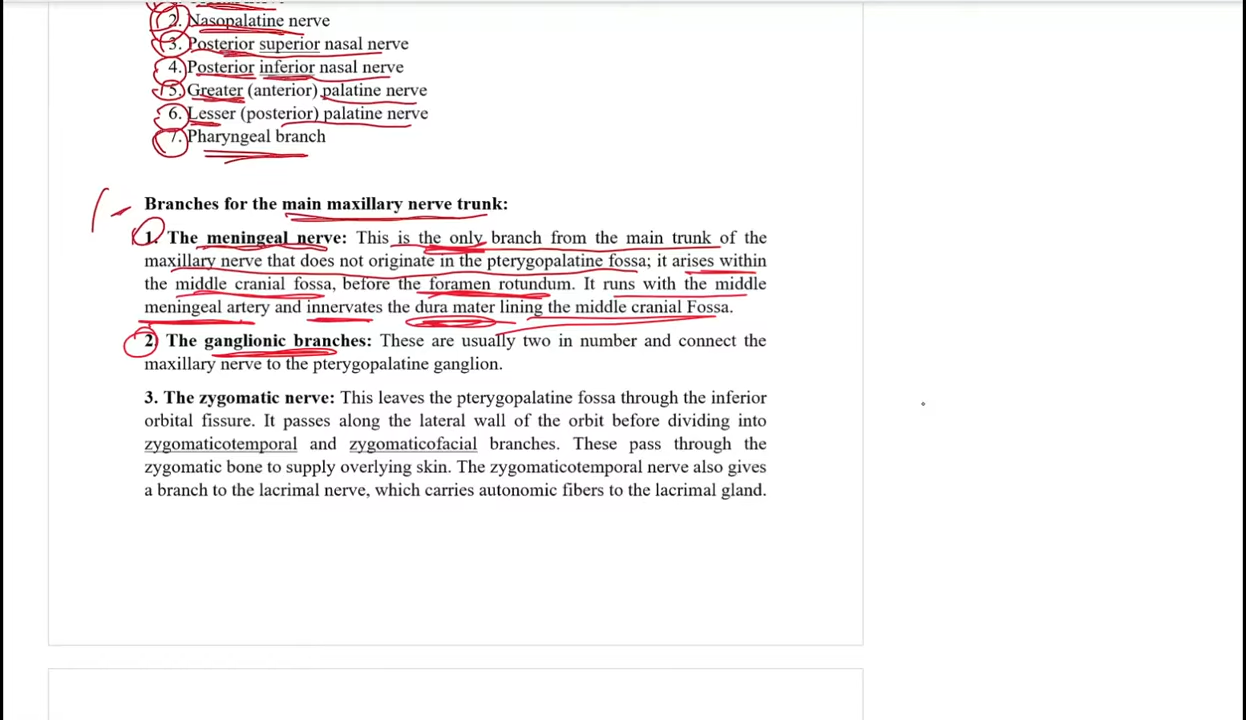 2. Nasopalatine nerve
3. Posterior superior nasal nerve
4. Posterior inferior nasal nerve
5. Greater (anterior) palatine nerve
6. Lesser (posterior) palatine nerve
7. Pharyngeal branch
Branches for the main maxillary nerve trunk:
1. The meningeal nerve: This is the only branch from the main trunk of the
maxillary nerve that does not originate in the pterygopalatine fossa; it arises within
the middle cranial fossa, before the foramen rotundum. It runs with the middle
meningeal artery and innervates the dura mater lining the middle cranial Fossa.
2. The ganglionic branches: These are usually two in number and connect the
maxillary nerve to the pterygopalatine ganglion.
3. The zygomatic nerve: This leaves the pterygopalatine fossa through the inferior
orbital fissure. It passes along the lateral wall of the orbit before dividing into
zygomaticotemporal and zygomaticofacial branches. These pass through the
zygomatic bone to supply overlying skin. The zygomaticotemporal nerve also gives
a branch to the lacrimal nerve, which carries autonomic fibers to the lacrimal gland.